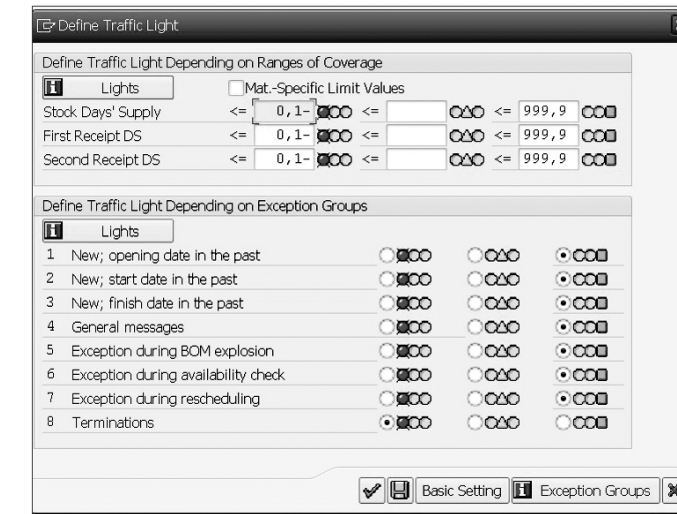 Define Traffic Light
Define Traffic Light Depending on Ranges of Coverage
Lights Mat.-Specific Limit Values
Stock Days' Supply <= 0,1- <= <= 999,9
First Receipt DS <= 0,1- <= <= 999,9
Second Receipt DS <= 0,1- <= <= 999,9
Define Traffic Light Depending on Exception Groups
Lights
1 New; opening date in the past
2 New; start date in the past
3 New; finish date in the past
4 General messages
5 Exception during BOM explosion
6 Exception during availability check
7 Exception during rescheduling
8 Terminations
Basic Setting Exception Groups